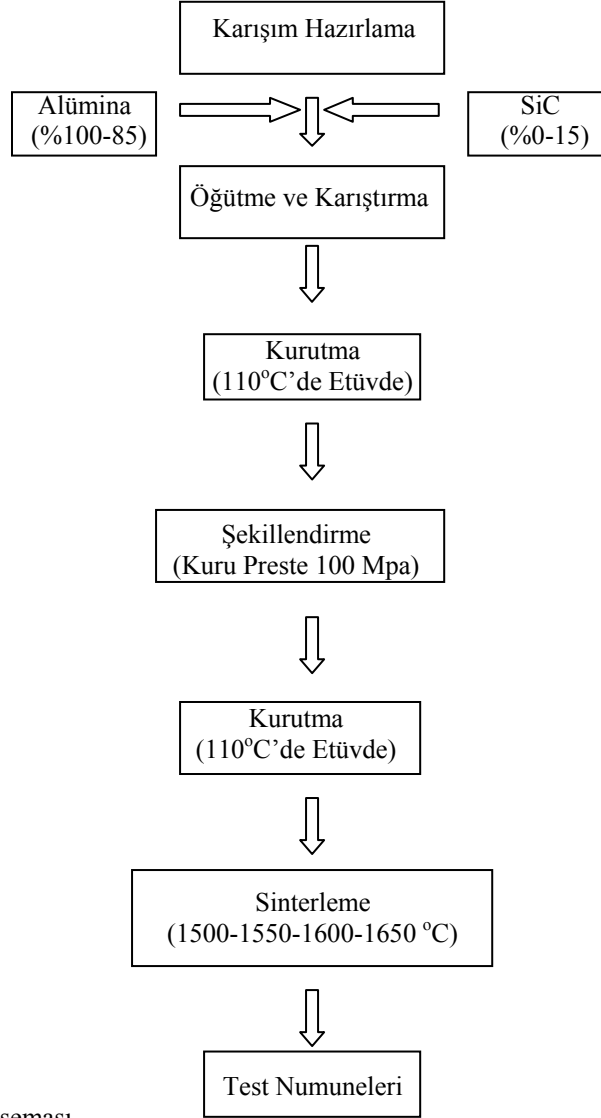 Karışım Hazırlama
Alümina
(%100-85)
SiC
(%0-15)
Öğütme ve Karıştırma
Kurutma
(110°C’de Etüvde)
Şekillendirme
(Kuru Preste 100 Mpa)
Kurutma
(110°C’de Etüvde)
Sinterleme
(1500-1550-1600-1650 °C)
Test Numuneleri